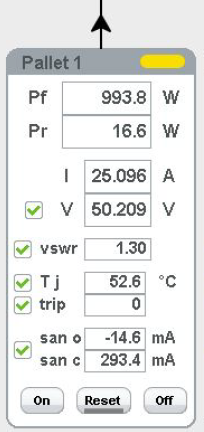 Pallet 1
Pf 993.8 W
Pr 16.6 W
I 25.096 A
V 50.209 V
vswr 1.30
Tj 52.6 °C
trip 0
san o -14.6 mA
san c 293.4 mA
On Reset Off